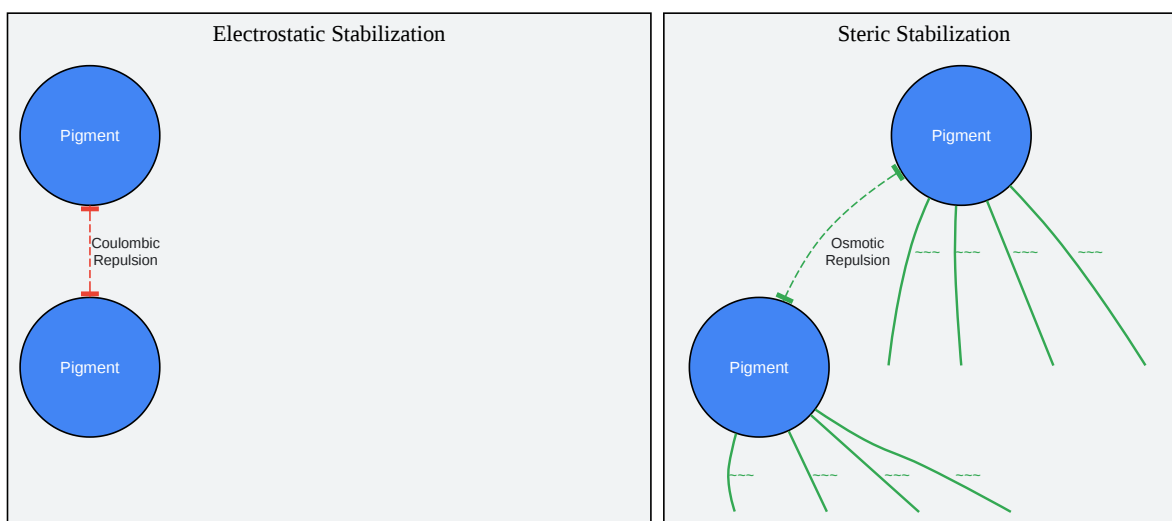 Electrostatic Stabilization
Pigment
Coulombic
Repulsion
Pigment
Steric Stabilization
Pigment
Osmotic
Repulsion
~~~ ~~~ ~~~ ~~~
Pigment
~~~ ~~~ ~~~ ~~~